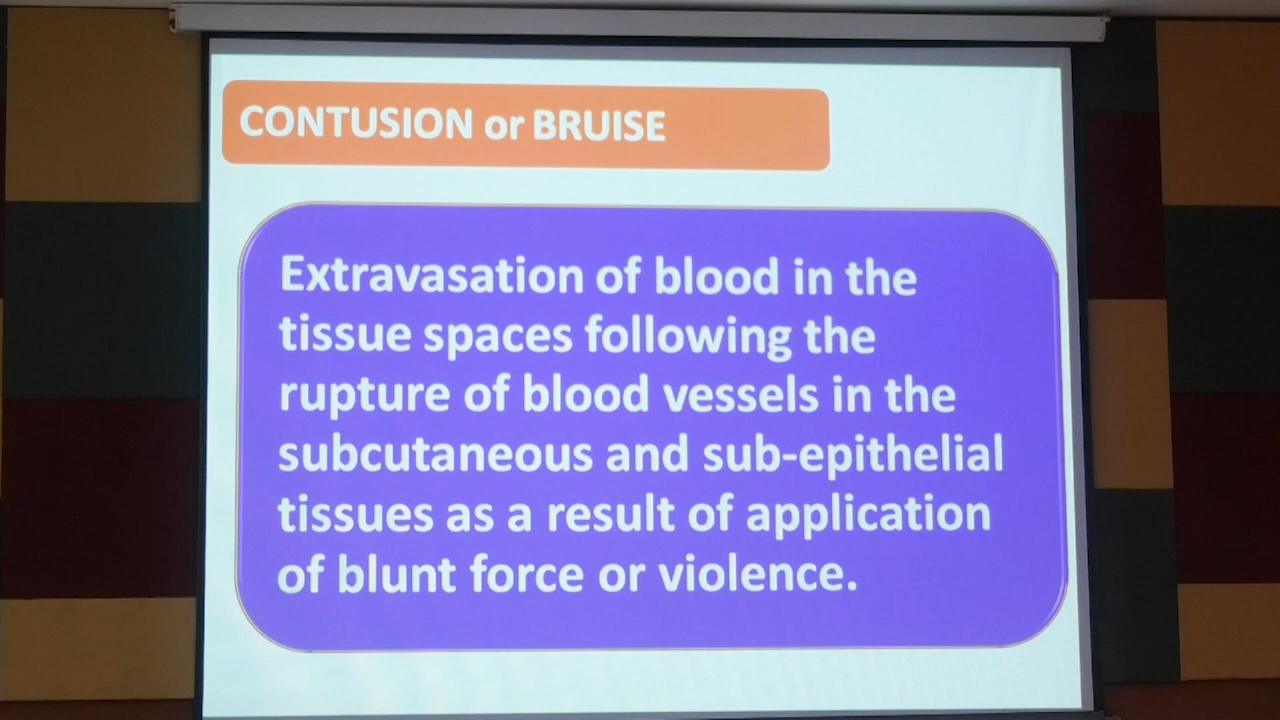 CONTUSION or BRUISE
Extravasation of blood in the
tissue spaces following the
rupture of blood vessels in the
subcutaneous and sub-epithelial
tissues as a result of application
of blunt force or violence.